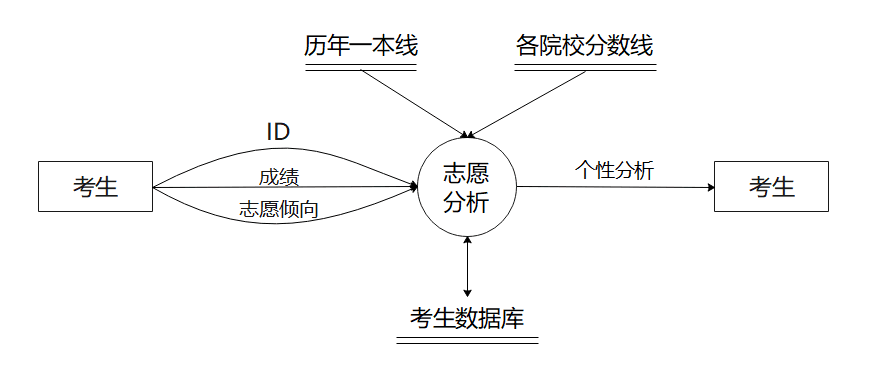 历年一本线
各院校分数线
ID
考生
成绩
志愿倾向
志愿
分析
个性分析
考生
考生数据库